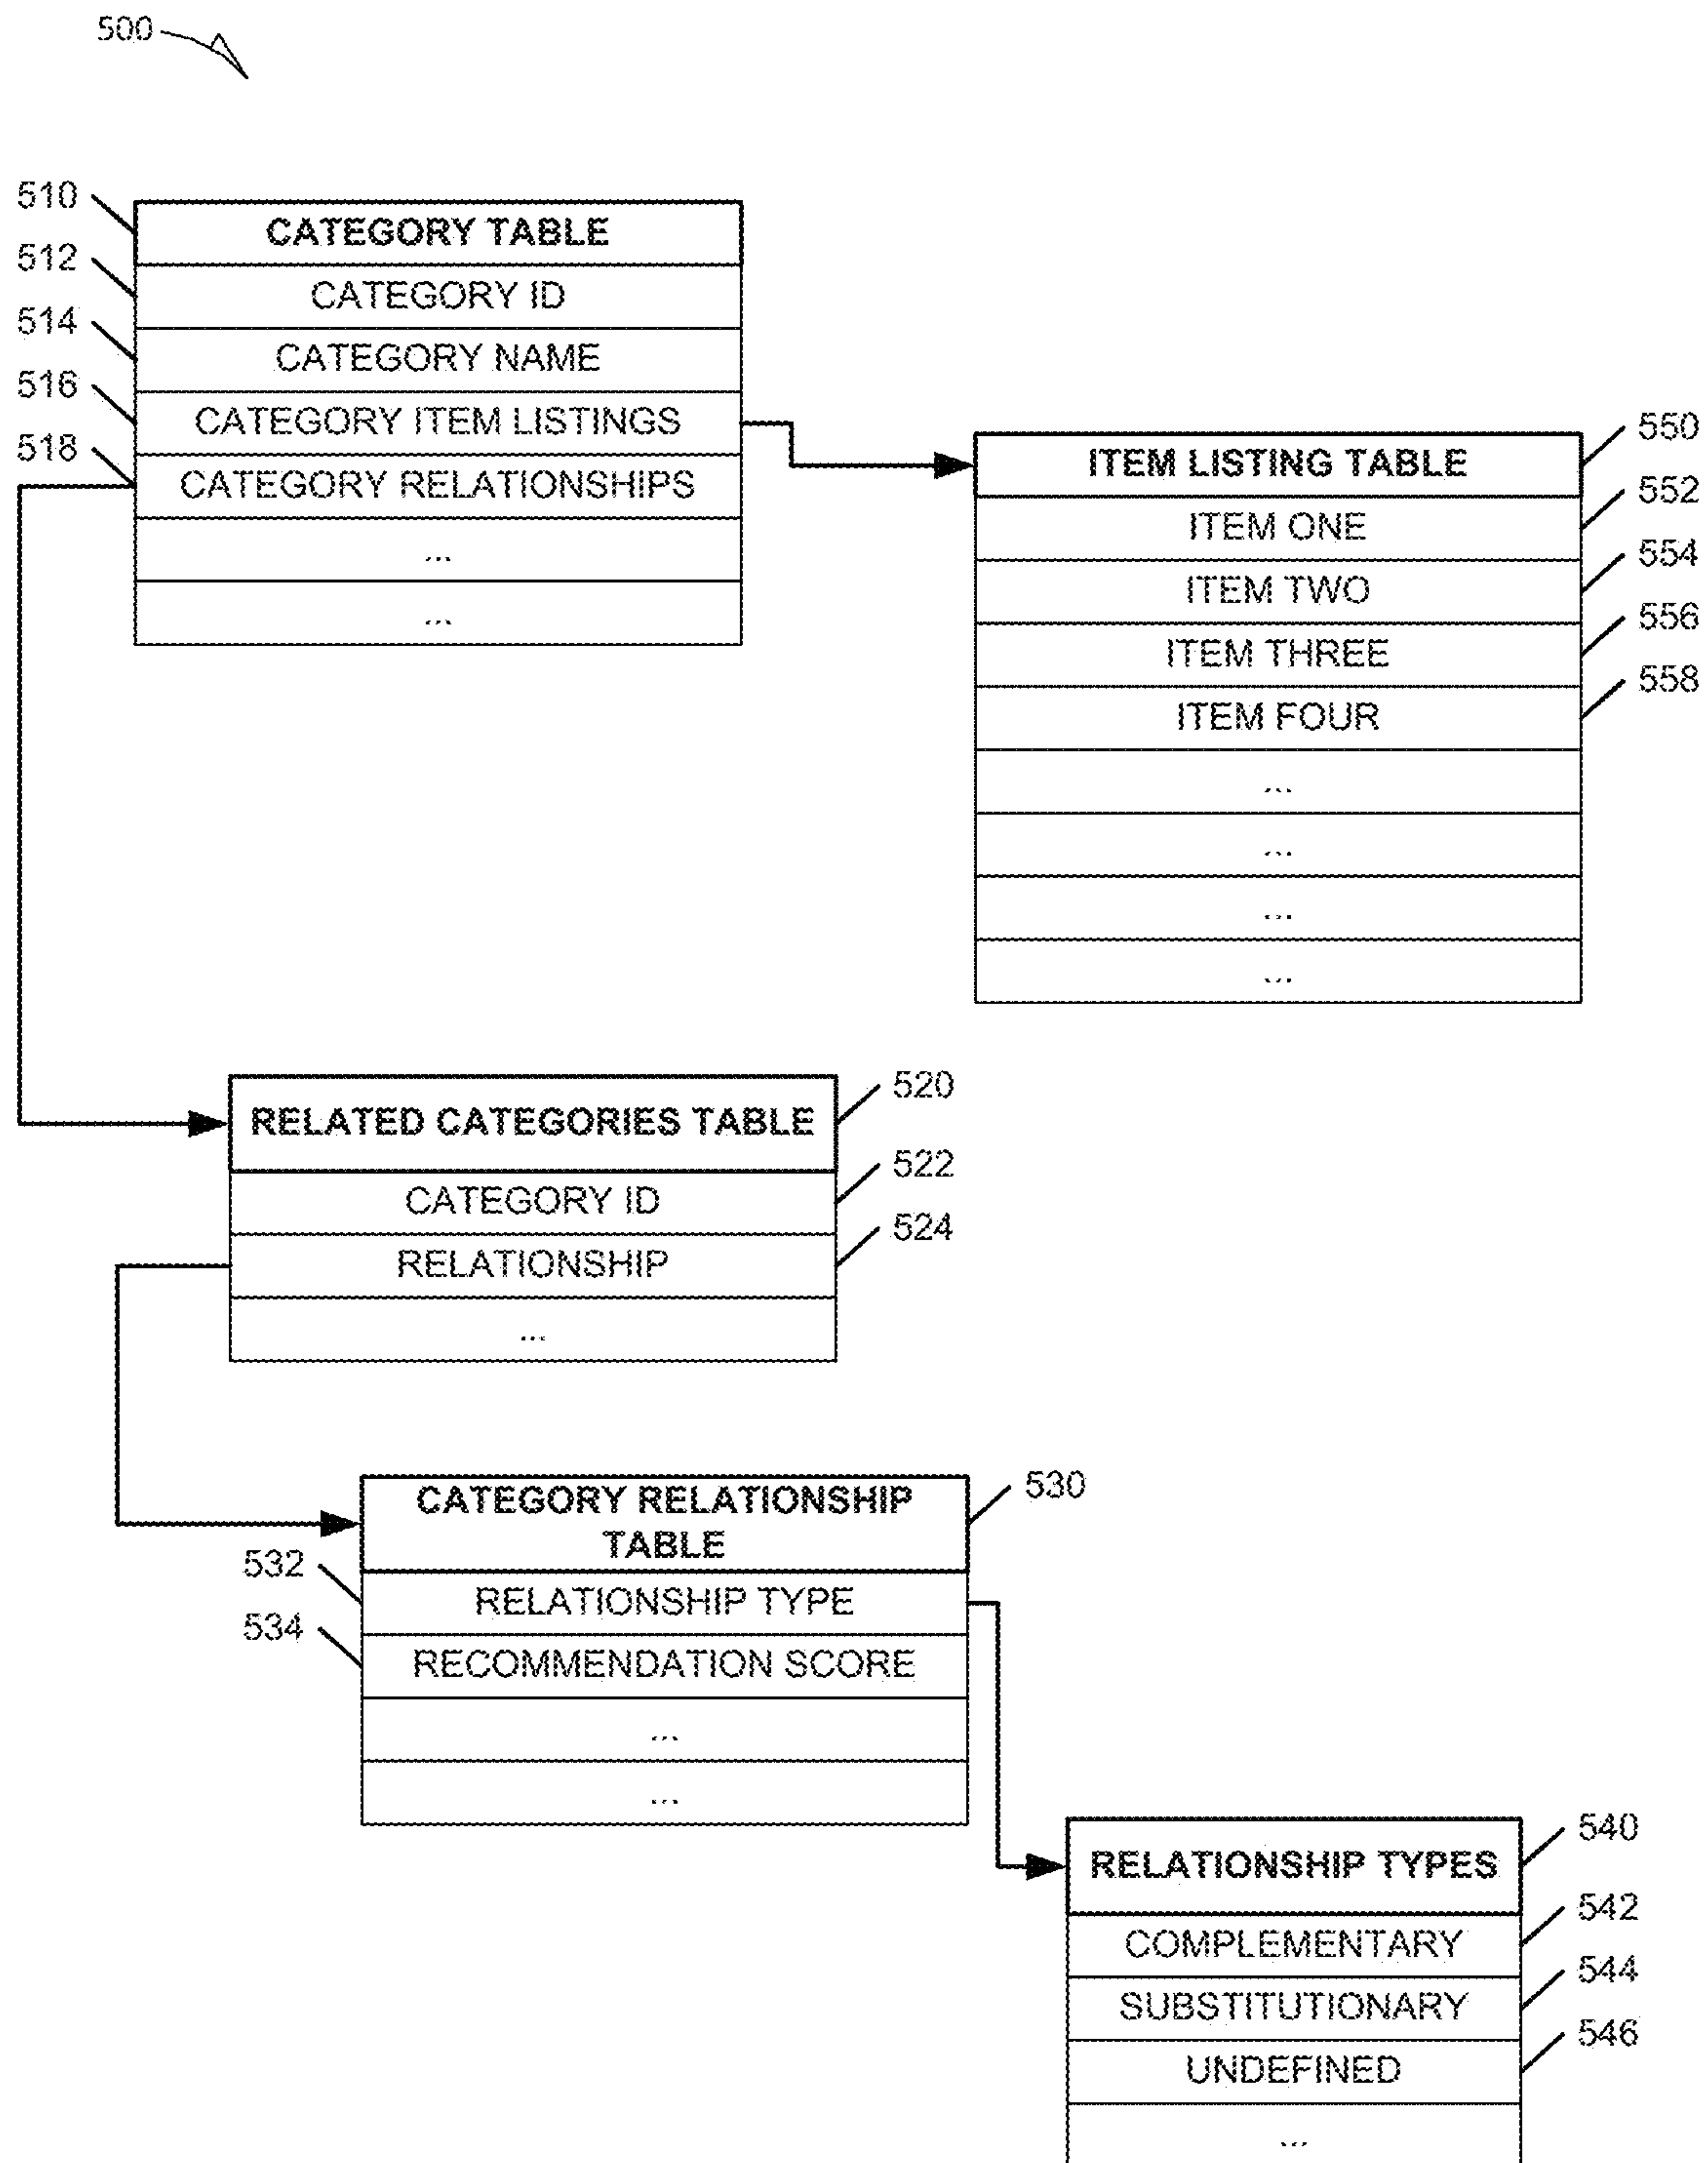 500
510
CATEGORY TABLE
512
CATEGORY ID
514
CATEGORY NAME
516
CATEGORY ITEM LISTINGS
518
CATEGORY RELATIONSHIPS
...
...
550
ITEM LISTING TABLE
552
ITEM ONE
554
ITEM TWO
556
ITEM THREE
558
ITEM FOUR
...
...
...
...
520
RELATED CATEGORIES TABLE
522
CATEGORY ID
524
RELATIONSHIP
...
530
CATEGORY RELATIONSHIP
TABLE
532
RELATIONSHIP TYPE
534
RECOMMENDATION SCORE
...
...
540
RELATIONSHIP TYPES
542
COMPLEMENTARY
544
SUBSTITUTIONARY
546
UNDEFINED
...